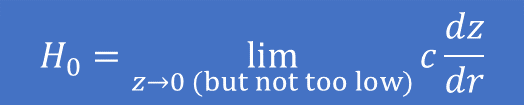 H₀ = lim c dz/dr
z→0 (but not too low)